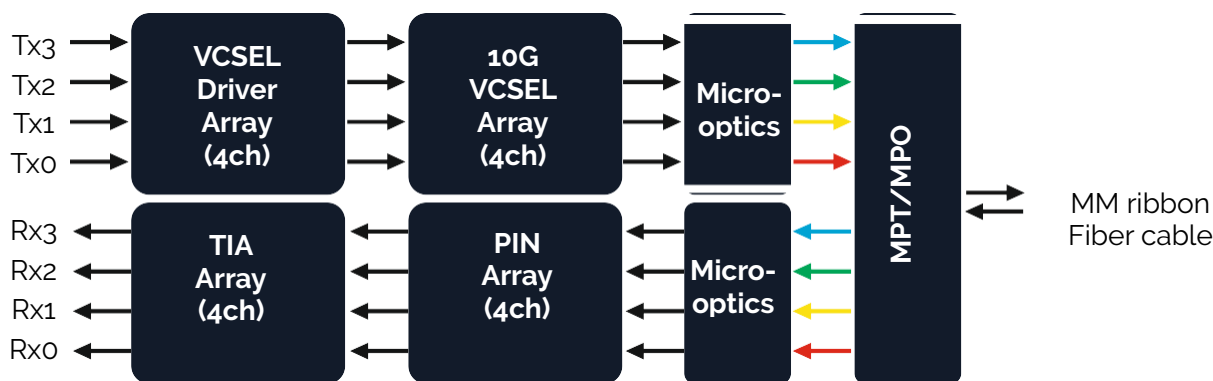 Tx3
Tx2
Tx1
Tx0
VCSEL
Driver
Array
(4ch)
10G
VCSEL
Array
(4ch)
Micro-
optics
MPT/MPO
MM ribbon
Fiber cable
Rx3
Rx2
Rx1
Rx0
TIA
Array
(4ch)
PIN
Array
(4ch)
Micro-
optics